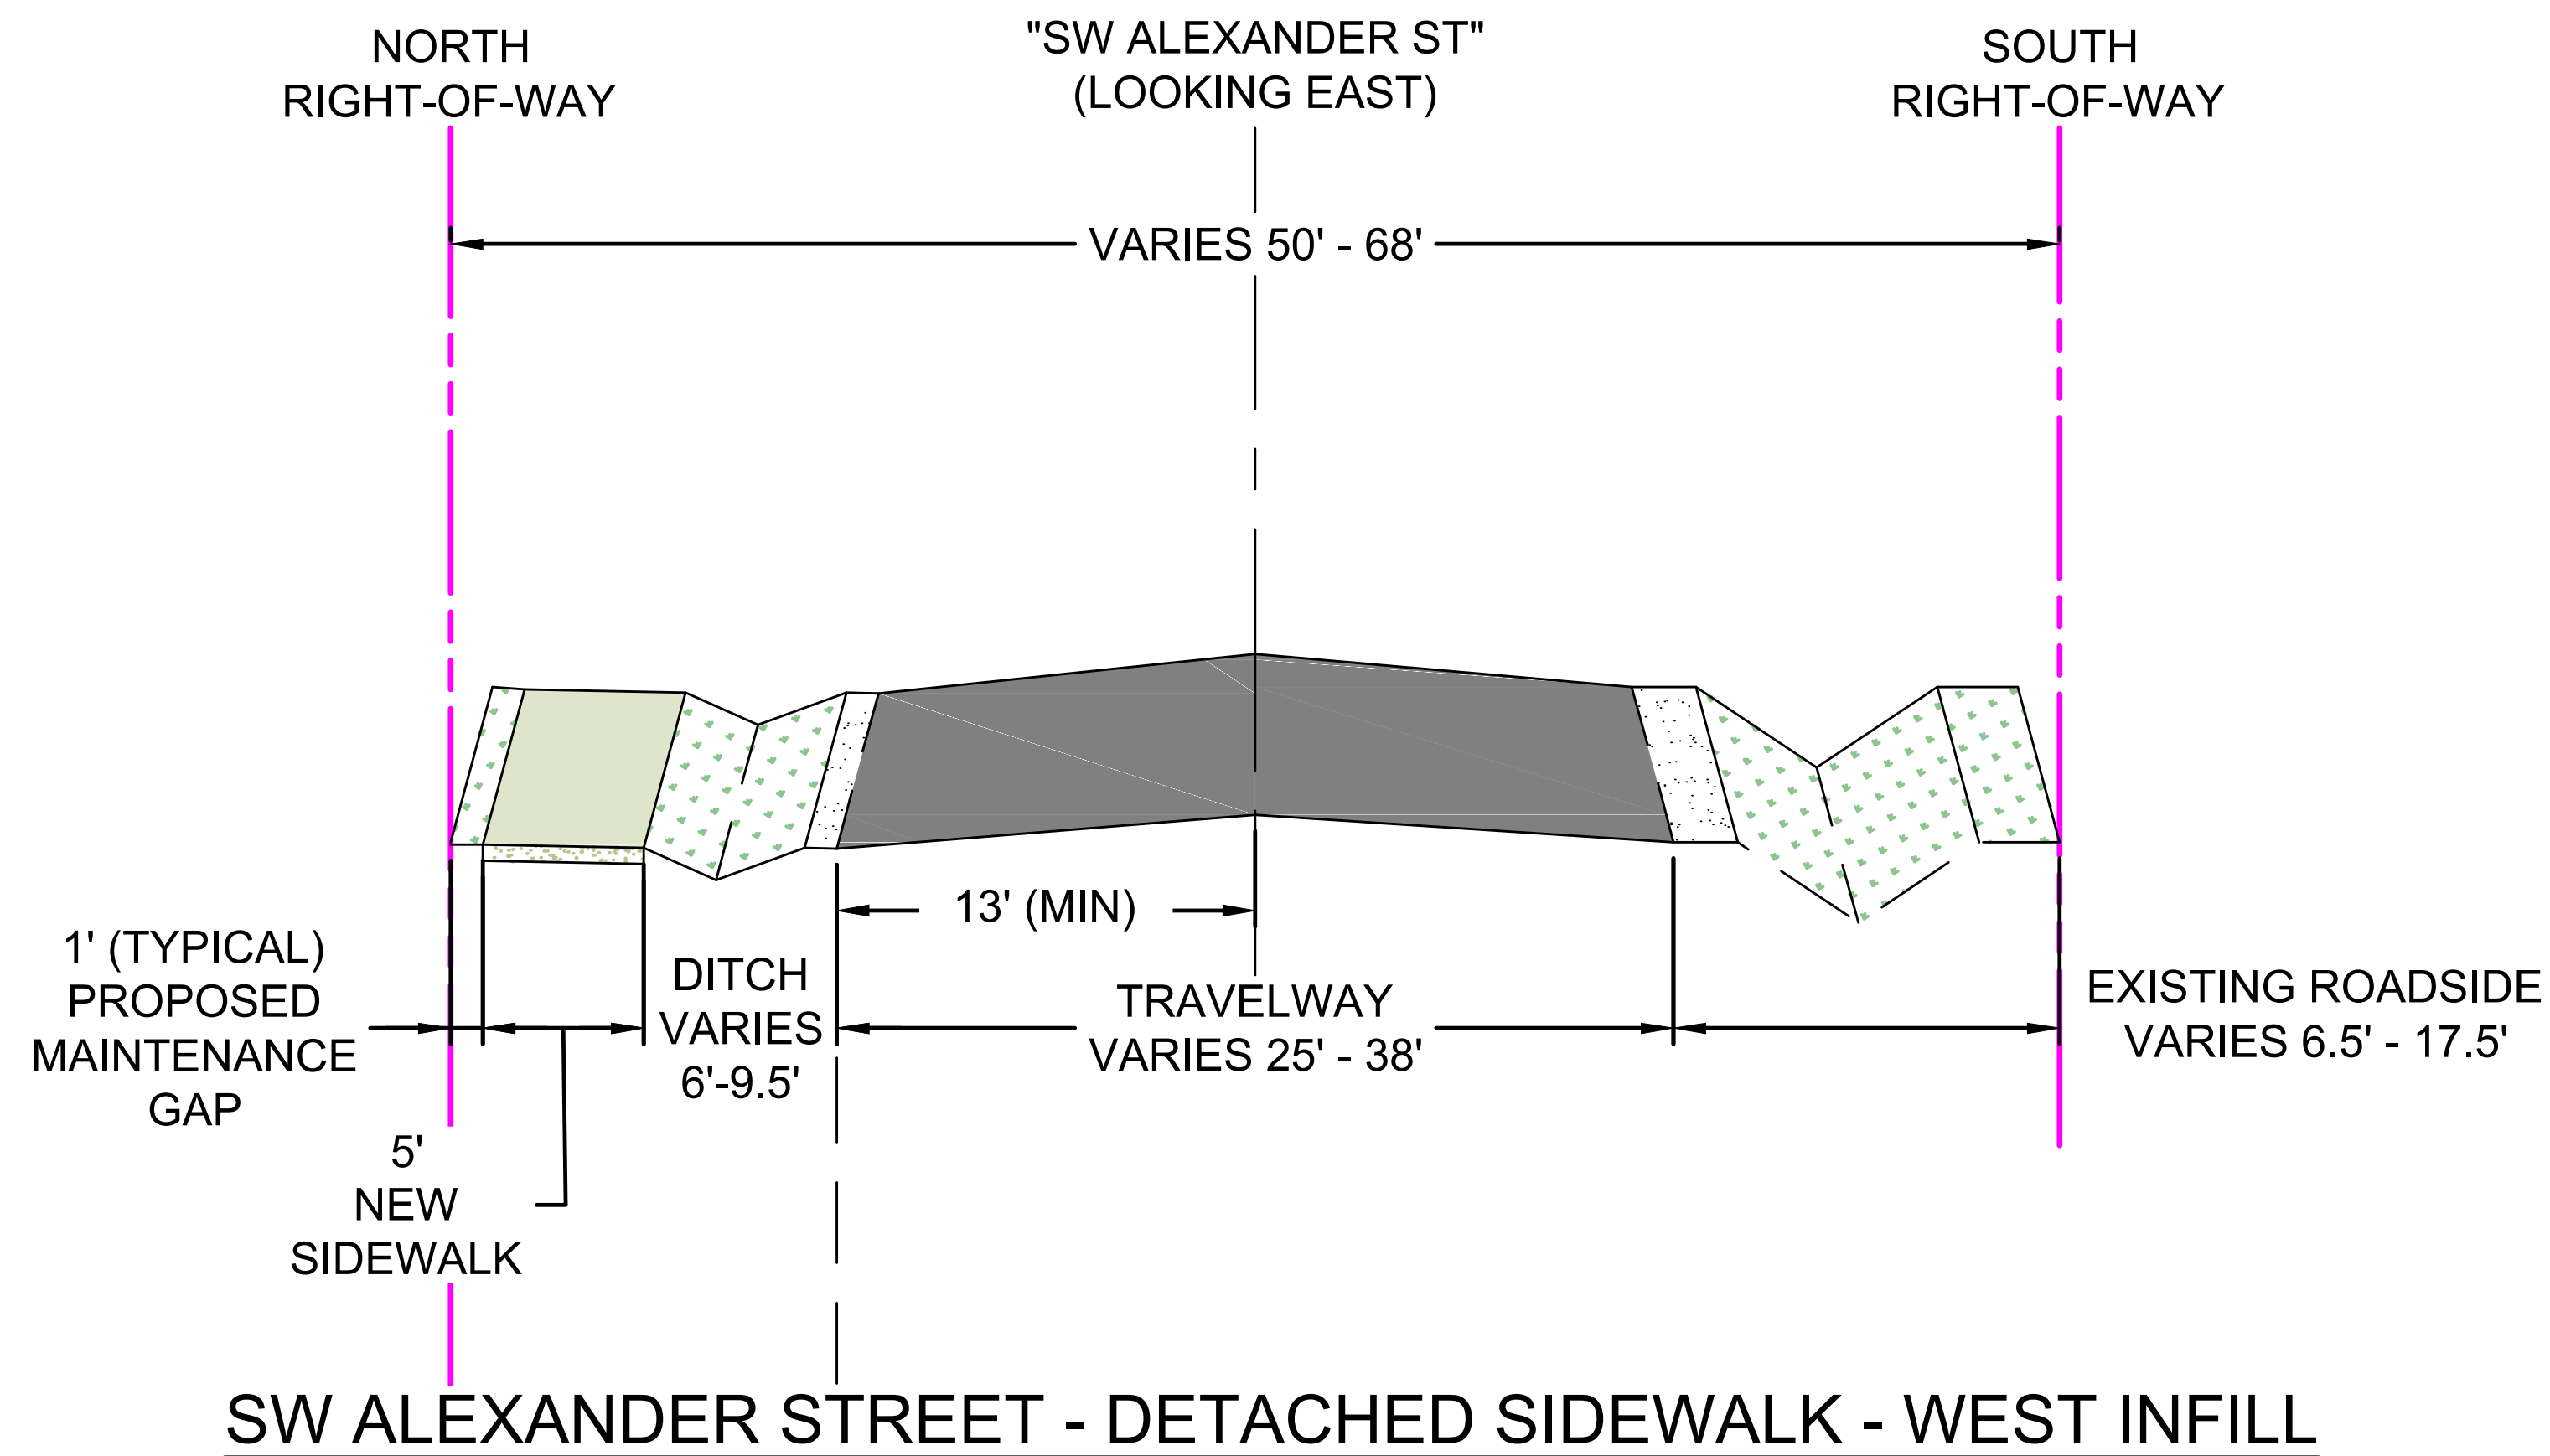 NORTH
RIGHT-OF-WAY
"SW ALEXANDER ST"
(LOOKING EAST)
SOUTH
RIGHT-OF-WAY
VARIES 50' - 68'
13' (MIN)
1' (TYPICAL)
PROPOSED
MAINTENANCE
GAP
5'
NEW
SIDEWALK
DITCH
VARIES
6'-9.5'
TRAVELWAY
VARIES 25' - 38'
EXISTING ROADSIDE
VARIES 6.5' - 17.5'
SW ALEXANDER STREET - DETACHED SIDEWALK - WEST INFILL